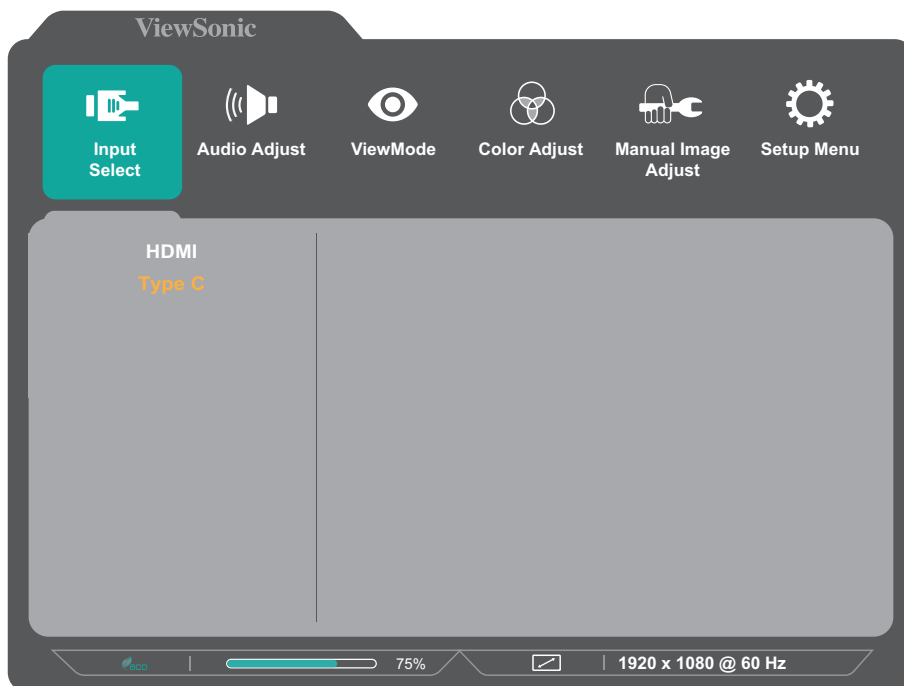 ViewSonic
Input
Select
Audio Adjust
ViewMode
Color Adjust
Manual Image
Adjust
Setup Menu
HDMI
Type C
eco
75%
1920 x 1080 @ 60 Hz